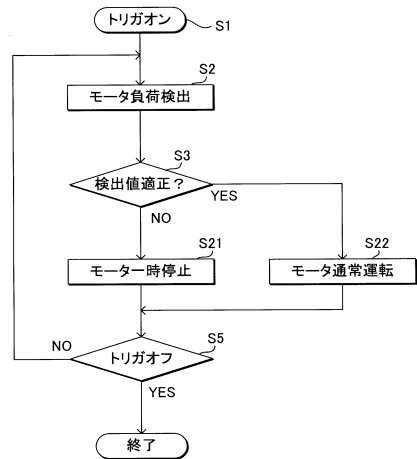 トリガオン
S1
S2
モータ負荷検出
S3
検出値適正？
YES
NO
S21
S22
モータ一時停止
モータ通常運転
S5
NO
トリガオフ
YES
終了